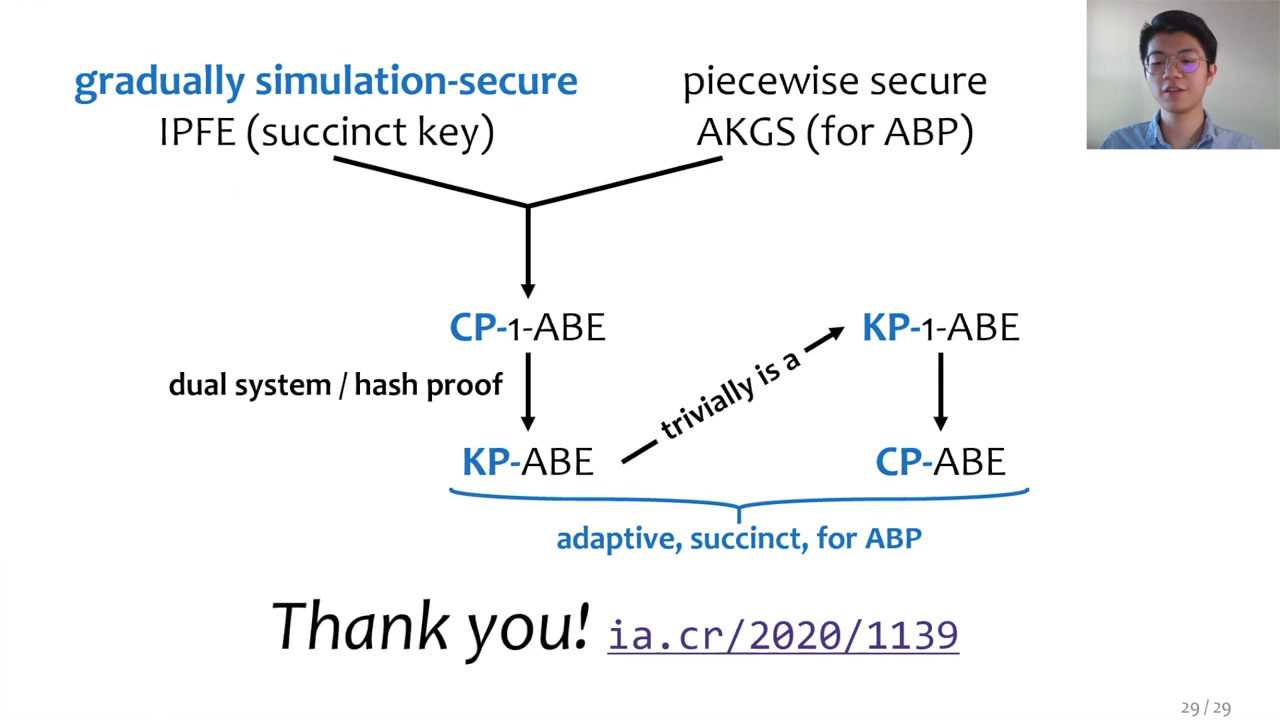 gradually simulation-secure
IPFE (succinct key)
piecewise secure
AKGS (for ABP)
CP-1-ABE
KP-1-ABE
dual system / hash proof
trivially is a
KP-ABE
CP-ABE
adaptive, succinct, for ABP
Thank you! ia.cr/2020/1139
29 / 29